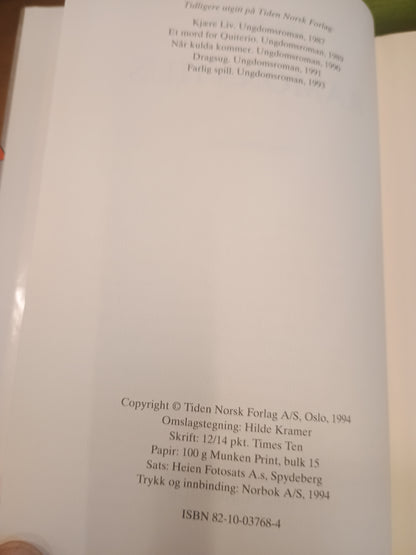 Tidligere utgitt på Tiden Norsk Forlag:
Kjære Liv. Ungdomsroman, 1987
Et mord for Quiterio. Ungdomsroman, 1989
Når kulda kommer. Ungdomsroman, 1990
Dragsug. Ungdomsroman, 1991
Farlig spill. Ungdomsroman, 1993
Copyright © Tiden Norsk Forlag A/S, Oslo, 1994
Omslagstegning: Hilde Kramer
Skrift: 12/14 pkt. Times Ten
Papir: 100 g Munken Print, bulk 15
Sats: Heien Fotosats A.s, Spydeberg
Trykk og innbinding: Norbok A/S, 1994
ISBN 82-10-03768-4